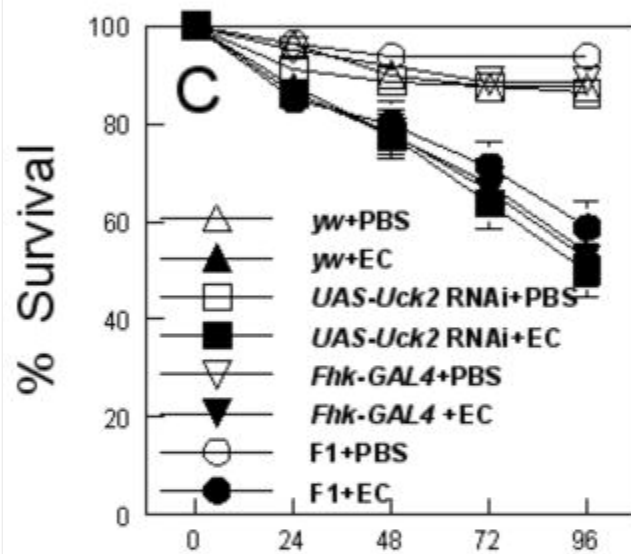 100
C
80
% Survival
60
yw+PBS
yw+EC
40
UAS-Uck2 RNAi+PBS
UAS-Uck2 RNAi+EC
Fhk-GAL4+PBS
20
Fhk-GAL4 +EC
F1+PBS
F1+EC
0
0 24 48 72 96